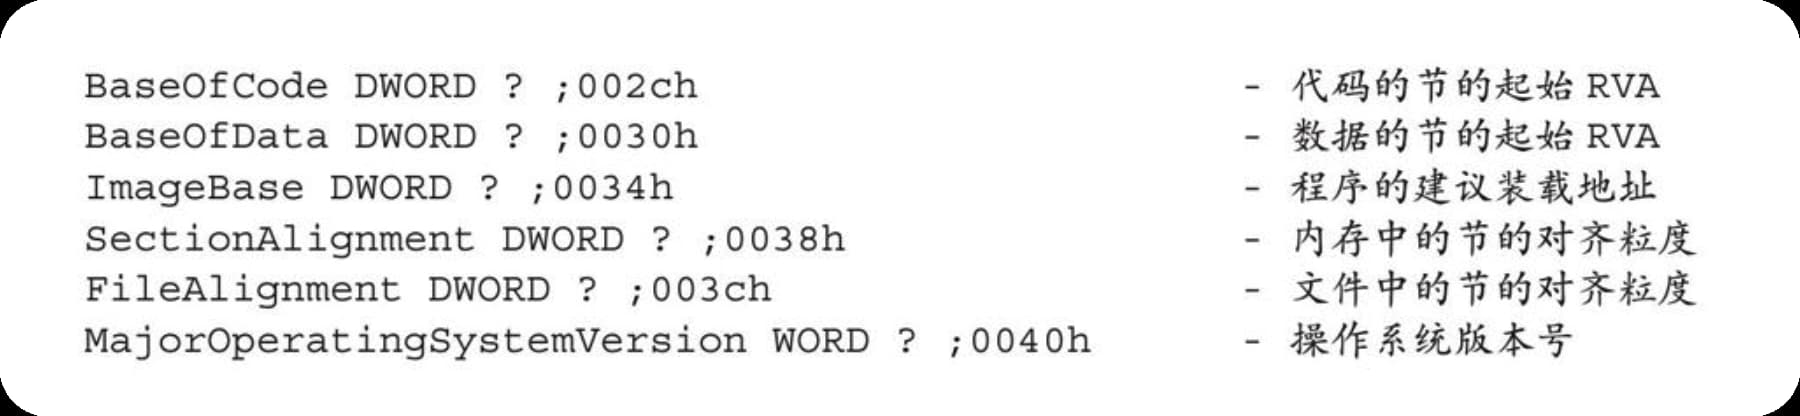 BaseOfCode DWORD ? ;002ch - 代码的节的起始 RVA
BaseOfData DWORD ? ;0030h - 数据的节的起始 RVA
ImageBase DWORD ? ;0034h - 程序的建议装载地址
SectionAlignment DWORD ? ;0038h - 内存中的节的对齐粒度
FileAlignment DWORD ? ;003ch - 文件中的节的对齐粒度
MajorOperatingSystemVersion WORD ? ;0040h - 操作系统版本号